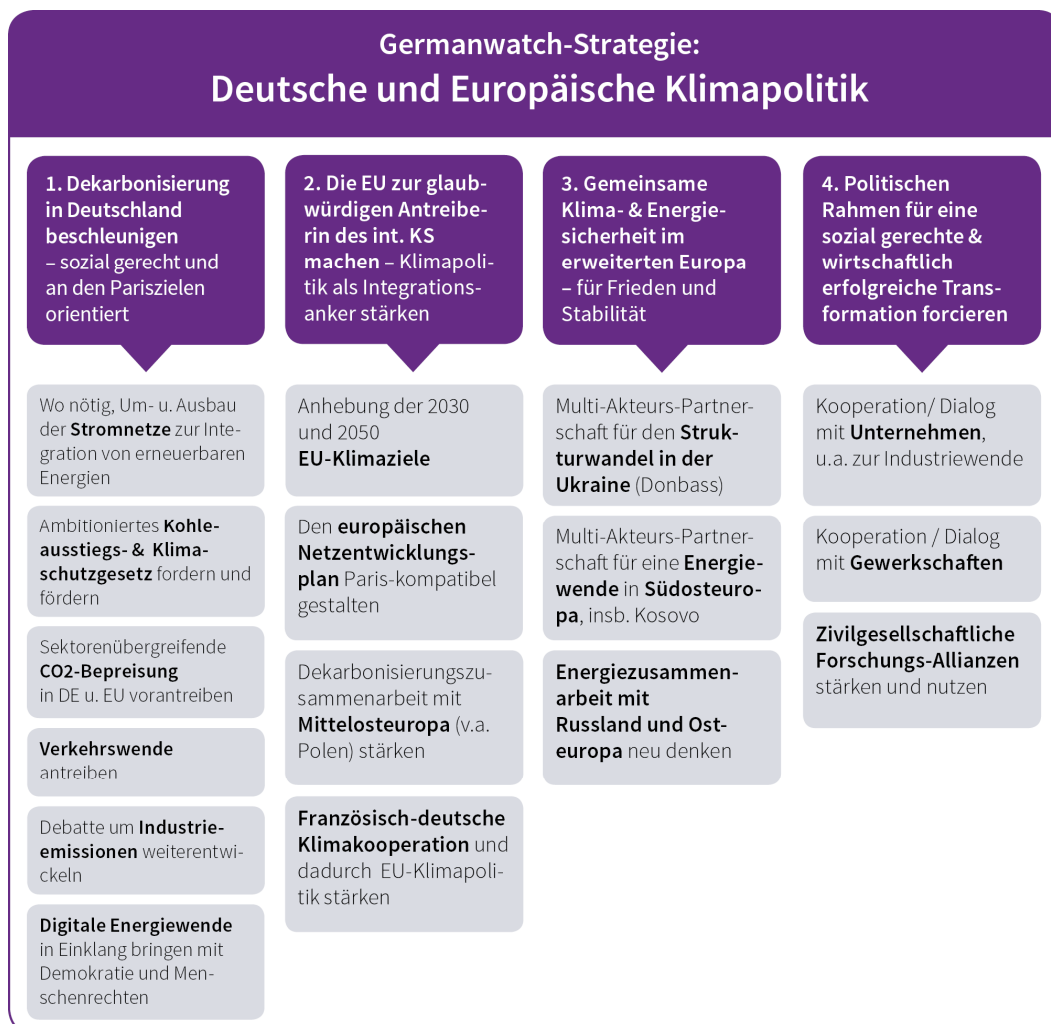 Germanwatch-Strategie:
Deutsche und Europäische Klimapolitik
1. Dekarbonisierung
in Deutschland
beschleunigen
– sozial gerecht und
an den Pariszielen
orientiert
Wo nötig, Um- u. Ausbau
der Stromnetze zur Inte-
gration von erneuerbaren
Energien
Ambitioniertes Kohle-
ausstiegs- & Klima-
schutzgesetz fordern und
fördern
Sektorenübergreifende
CO2-Bepreisung
in DE u. EU vorantreiben
Verkehrswende
antreiben
Debatte um Industrie-
emissionen weiterentwi-
ckeln
Digitale Energiewende
in Einklang bringen mit
Demokratie und Men-
schenrechten
2. Die EU zur glaub-
würdigen Antreibe-
rin des int. KS
machen – Klimapoli-
tik als Integrations-
anker stärken
Anhebung der 2030
und 2050
EU-Klimaziele
Den europäischen
Netzentwicklungs-
plan Paris-kompatibel
gestalten
Dekarbonisierungszu-
sammenarbeit mit
Mittelosteuropa (v.a.
Polen) stärken
Französisch-deutsche
Klimakooperation und
dadurch EU-Klimapoli-
tik stärken
3. Gemeinsame
Klima- & Energie-
sicherheit im
erweiterten Europa
– für Frieden und
Stabilität
Multi-Akteurs-Partner-
schaft für den Struk-
turwandel in der
Ukraine (Donbass)
Multi-Akteurs-Partner-
schaft für eine Energie-
wende in Südosteuro-
pa, insb. Kosovo
Energiezusammen-
arbeit mit
Russland und Ost-
europa neu denken
4. Politischen
Rahmen für eine
sozial gerechte &
wirtschaftlich
erfolgreiche Trans-
formation forcieren
Kooperation/ Dialog
mit Unternehmen,
u.a. zur Industriewende
Kooperation / Dialog
mit Gewerkschaften
Zivilgesellschaftliche
Forschungs-Allianzen
stärken und nutzen